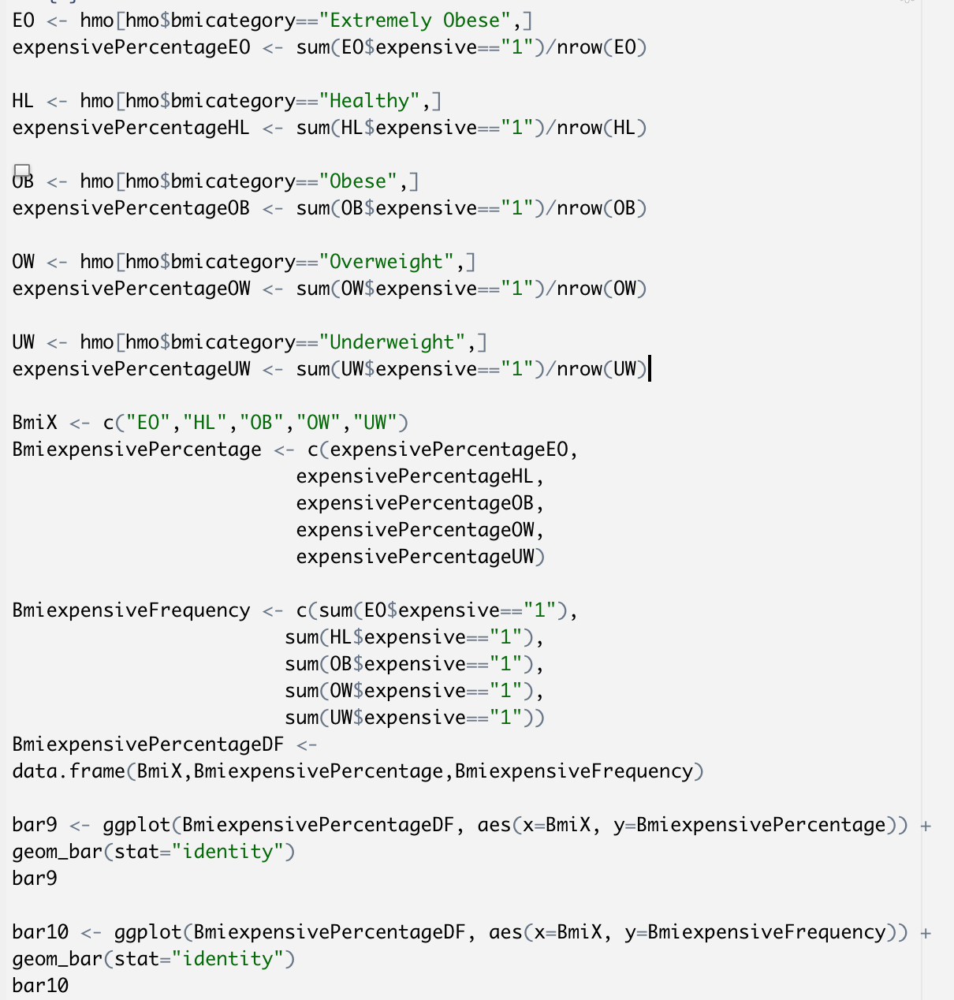 EO <- hmo[hmo$bmicategory=="Extremely Obese",]
expensivePercentageEO <- sum(EO$expensive=="1")/nrow(EO)

HL <- hmo[hmo$bmicategory=="Healthy",]
expensivePercentageHL <- sum(HL$expensive=="1")/nrow(HL)

OB <- hmo[hmo$bmicategory=="Obese",]
expensivePercentageOB <- sum(OB$expensive=="1")/nrow(OB)

OW <- hmo[hmo$bmicategory=="Overweight",]
expensivePercentageOW <- sum(OW$expensive=="1")/nrow(OW)

UW <- hmo[hmo$bmicategory=="Underweight",]
expensivePercentageUW <- sum(UW$expensive=="1")/nrow(UW)

BmiX <- c("EO","HL","OB","OW","UW")
BmiexpensivePercentage <- c(expensivePercentageEO,
                         expensivePercentageHL,
                         expensivePercentageOB,
                         expensivePercentageOW,
                         expensivePercentageUW)

BmiexpensiveFrequency <- c(sum(EO$expensive=="1"),
                        sum(HL$expensive=="1"),
                        sum(OB$expensive=="1"),
                        sum(OW$expensive=="1"),
                        sum(UW$expensive=="1"))
BmiexpensivePercentageDF <-
data.frame(BmiX,BmiexpensivePercentage,BmiexpensiveFrequency)

bar9 <- ggplot(BmiexpensivePercentageDF, aes(x=BmiX, y=BmiexpensivePercentage)) +
geom_bar(stat="identity")
bar9

bar10 <- ggplot(BmiexpensivePercentageDF, aes(x=BmiX, y=BmiexpensiveFrequency)) +
geom_bar(stat="identity")
bar10